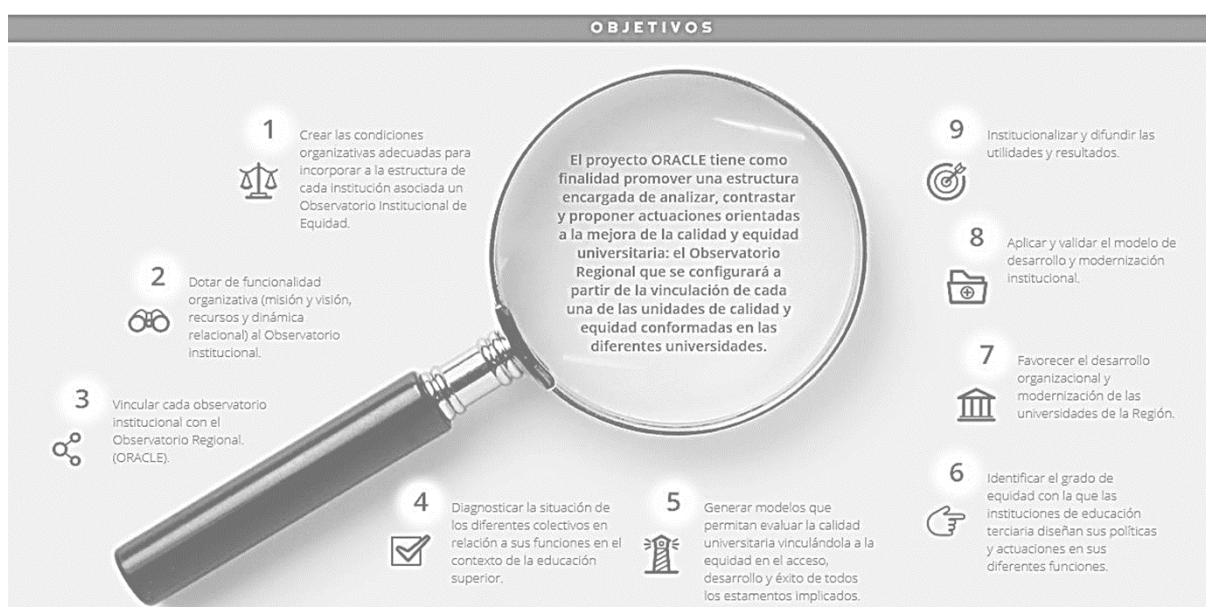 OBJETIVOS
El proyecto ORACLE tiene como
finalidad promover una estructura
encargada de analizar, contrastar
y proponer actuaciones orientadas
a la mejora de la calidad y equidad
universitaria: el Observatorio
Regional que se configurará a
partir de la vinculación de cada
una de las unidades de calidad y
equidad conformadas en las
diferentes universidades.
1
Crear las condiciones
organizativas adecuadas para
incorporar a la estructura de
cada institución asociada un
Observatorio Institucional de
Equidad.
2
Dotar de funcionalidad
organizativa (misión y visión,
recursos y dinámica
relacional) al Observatorio
institucional.
3
Vincular cada observatorio
institucional con el
Observatorio Regional.
(ORACLE).
4
Diagnosticar la situación de
los diferentes colectivos en
relación a sus funciones en el
contexto de la educación
superior.
5
Generar modelos que
permitan evaluar la calidad
universitaria vinculándola a la
equidad en el acceso,
desarrollo y éxito de todos
los estamentos implicados.
6
Identificar el grado de
equidad con la que las
instituciones de educación
terciaria diseñan sus políticas
y actuaciones en sus
diferentes funciones.
7
Favorecer el desarrollo
organizacional y
modernización de las
universidades de la Región.
8
Aplicar y validar el modelo de
desarrollo y modernización
institucional.
9
Institucionalizar y difundir las
utilidades y resultados.